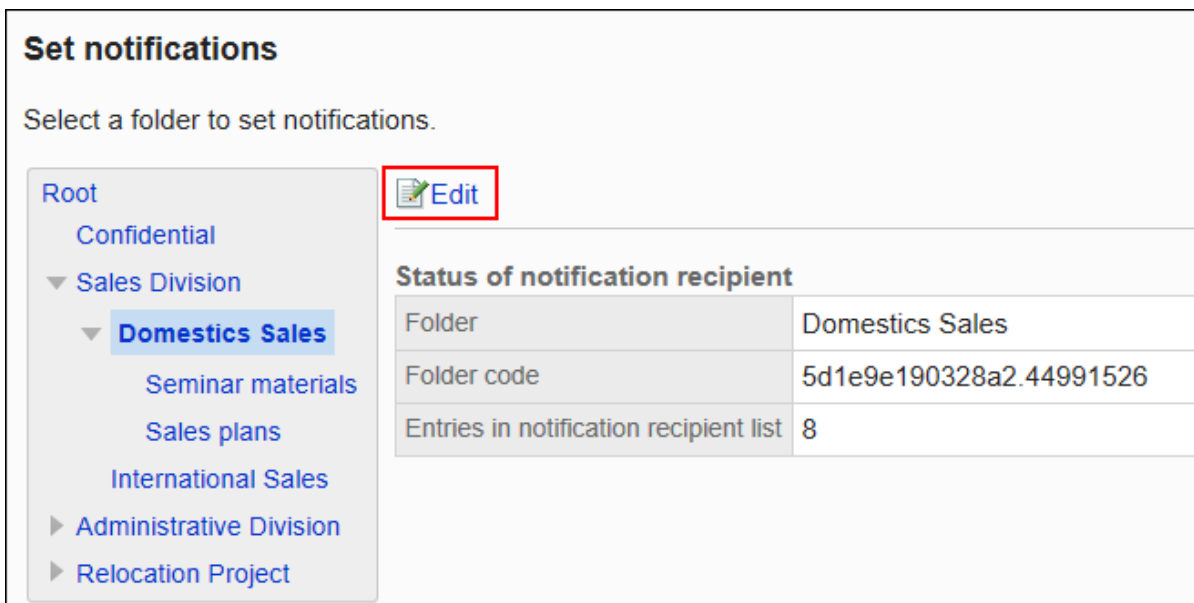 Set notifications
Select a folder to set notifications.
Root
Confidential
Sales Division
Domestics Sales
Seminar materials
Sales plans
International Sales
Administrative Division
Relocation Project
Edit
Status of notification recipient
Folder Domestics Sales
Folder code 5d1e9e190328a2.44991526
Entries in notification recipient list 8